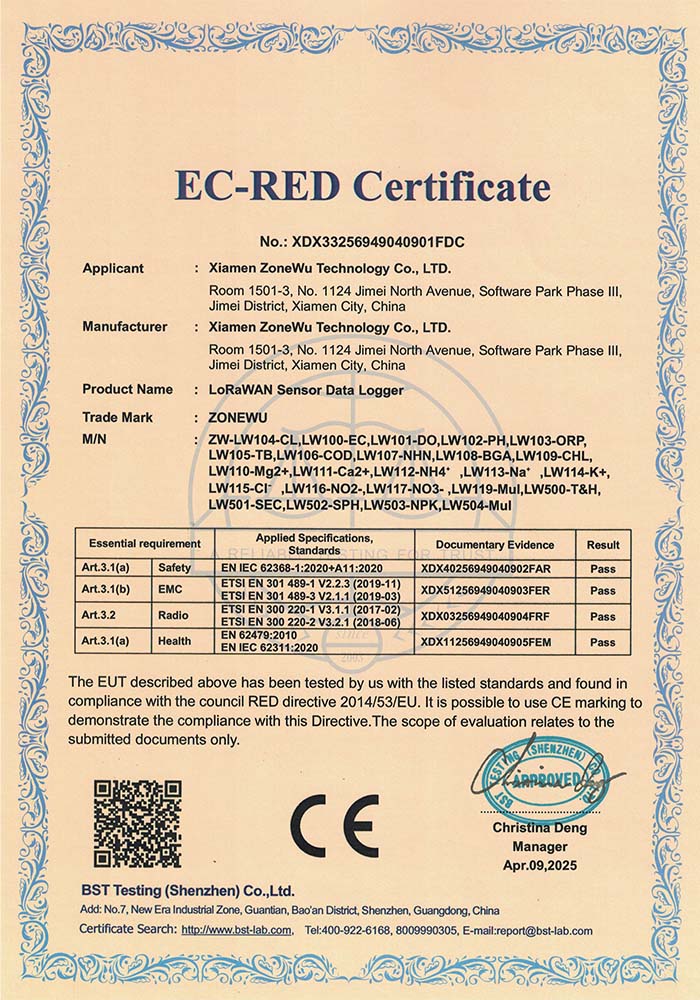 EC-RED Certificate
No.: XDX33256949040901FDC
Applicant : Xiamen ZoneWu Technology Co., LTD.
Room 1501-3, No. 1124 Jimei North Avenue, Software Park Phase III,
Jimei District, Xiamen City, China
Manufacturer : Xiamen ZoneWu Technology Co., LTD.
Room 1501-3, No. 1124 Jimei North Avenue, Software Park Phase III,
Jimei District, Xiamen City, China
Product Name : LoRaWAN Sensor Data Logger
Trade Mark : ZONEWU
M/N : ZW-LW104-CL,LW100-EC,LW101-DO,LW102-PH,LW103-ORP,
LW105-TB,LW106-COD,LW107-NHN,LW108-BGA,LW109-CHL,
LW110-Mg2+,LW111-Ca2+,LW112-NH4⁺ ,LW113-Na⁺ ,LW114-K+,
LW115-Cl⁻ ,LW116-NO2-,LW117-NO3- ,LW119-Mul,LW500-T&H,
LW501-SEC,LW502-SPH,LW503-NPK,LW504-Mul
Essential requirement Applied Specifications, Standards Documentary Evidence Result
A RELIABLE TESTING FOR TRUST
Art.3.1(a) Safety EN IEC 62368-1:2020+A11:2020 XDX40256949040902FAR Pass
Art.3.1(b) EMC ETSI EN 301 489-1 V2.2.3 (2019-11) XDX51256949040903FER Pass
ETSI EN 301 489-3 V2.1.1 (2019-03)
Art.3.2 Radio ETSI EN 300 220-1 V3.1.1 (2017-02) XDX03256949040904FRF Pass
ETSI EN 300 220-2 V3.2.1 (2018-06)
Art.3.1(a) Health EN 62479:2010 XDX11256949040905FEM Pass
EN IEC 62311:2020
since
2003
The EUT described above has been tested by us with the listed standards and found in
compliance with the council RED directive 2014/53/EU. It is possible to use CE marking to
demonstrate the compliance with this Directive.The scope of evaluation relates to the
submitted documents only.
BST TESTING (SHENZHEN) CO
APPROVED
CE
Christina Deng
Manager
Apr.09,2025
BST Testing (Shenzhen) Co.,Ltd.
Add: No.7, New Era Industrial Zone, Guantian, Bao'an District, Shenzhen, Guangdong, China
Certificate Search: http://www.bst-lab.com, Tel:400-922-6168, 8009990305, E-mail:report@bst-lab.com